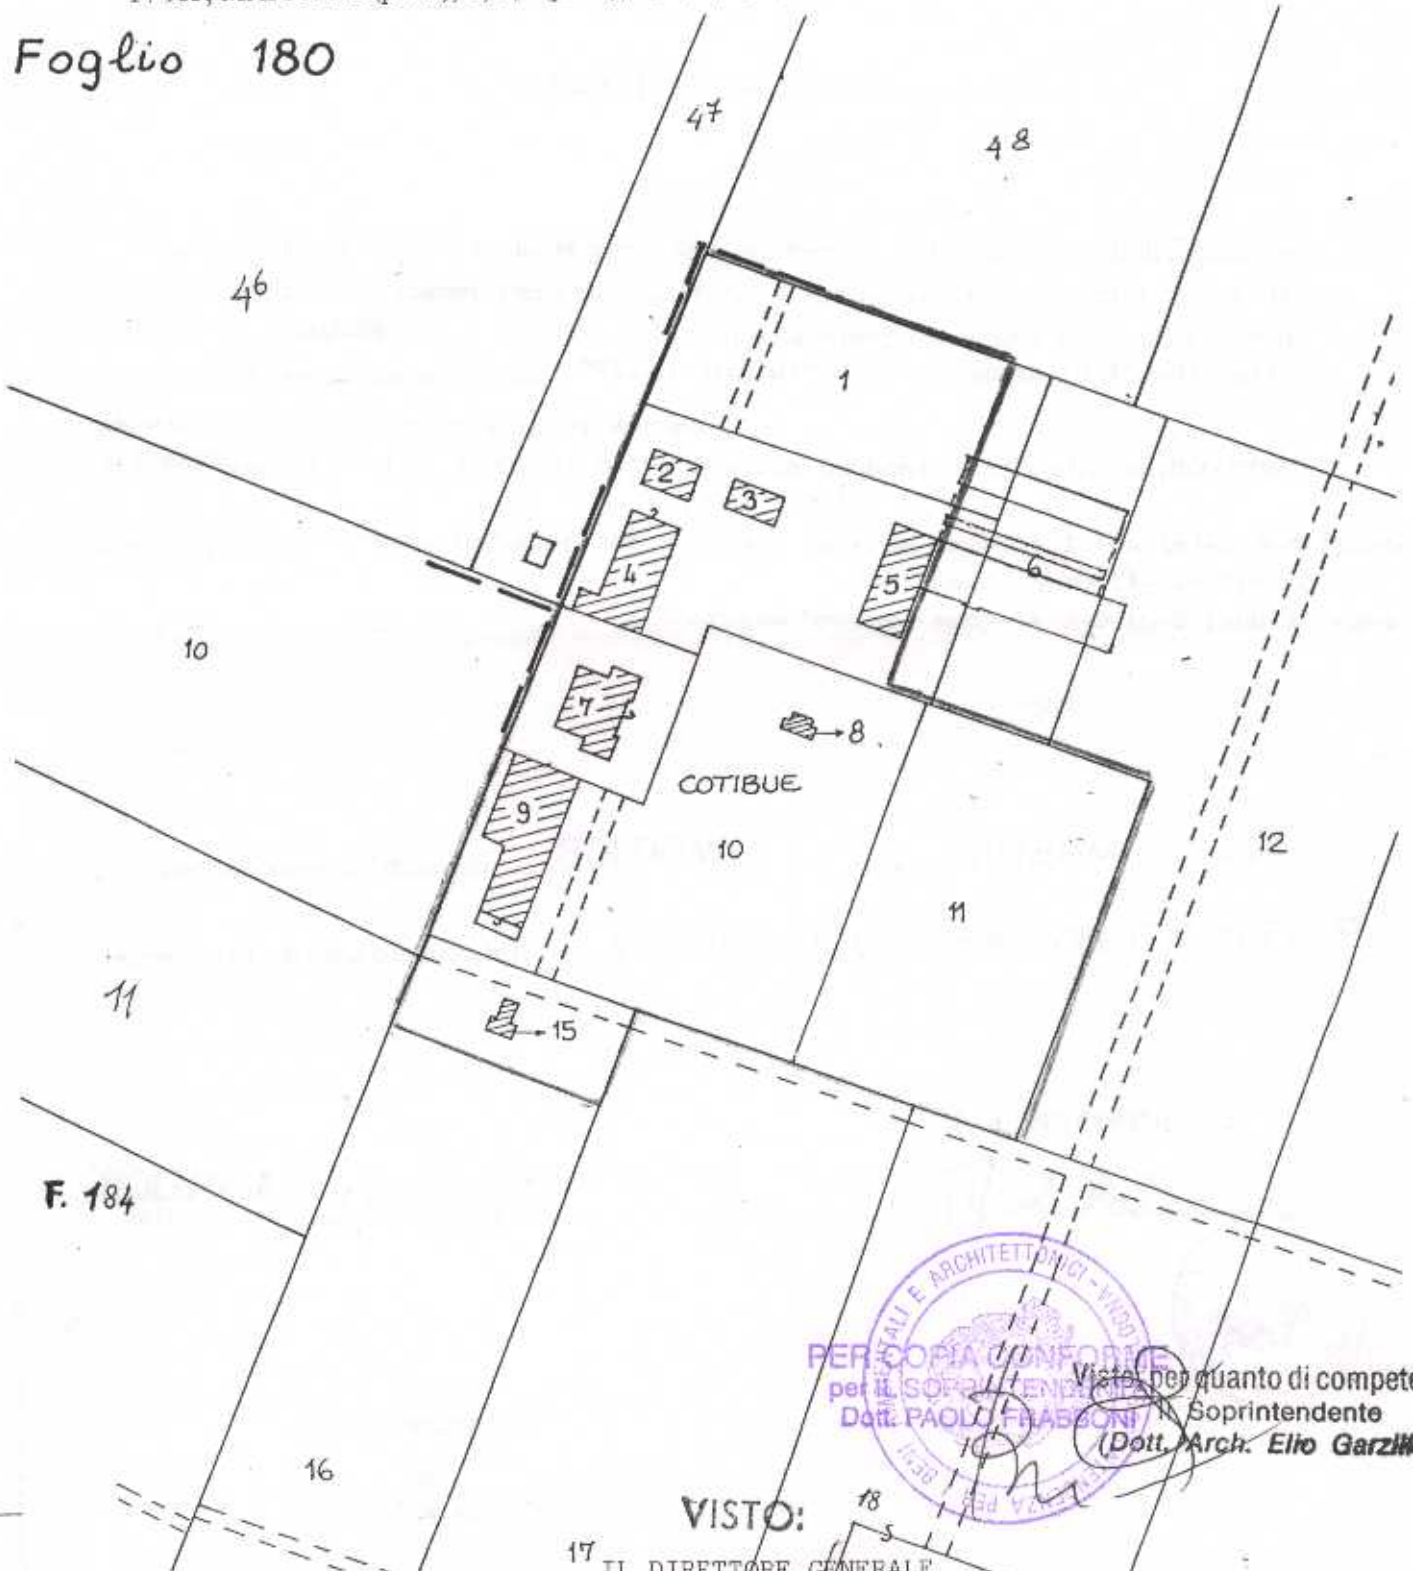 Foglio 180
47
48
46
1
2
3
4
5
6
10
7
8
COTIBUE
9
10
12
11
11
15
F. 184
PER COPIA CONFORME
per IL SOPRINTENDENTE
Dott. PAOLO FRABBONI
Visto, per quanto di compete
Il Soprintendente
(Dott. Arch. Elio Garzill
16
VISTO:
18
17
IL DIRETTORE GENERALE